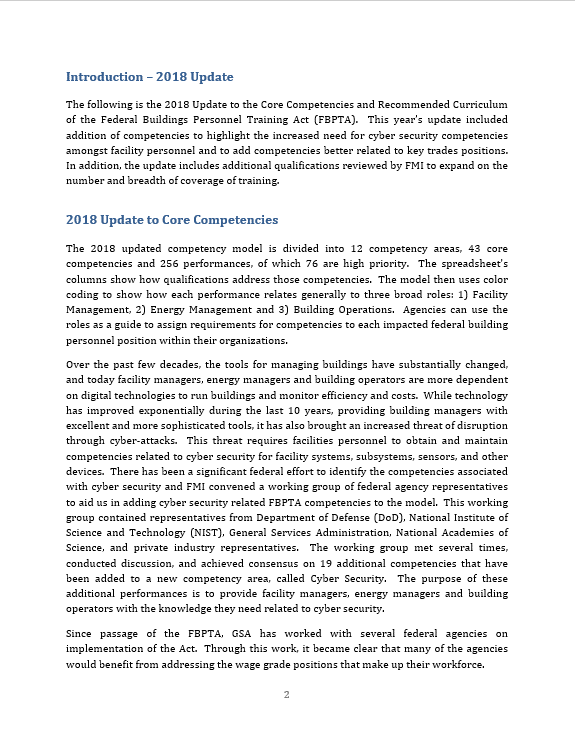 Introduction – 2018 Update
The following is the 2018 Update to the Core Competencies and Recommended Curriculum
of the Federal Buildings Personnel Training Act (FBPTA).  This year's update included
addition of competencies to highlight the increased need for cyber security competencies
amongst facility personnel and to add competencies better related to key trades positions.
In addition, the update includes additional qualifications reviewed by FMI to expand on the
number and breadth of coverage of training.
2018 Update to Core Competencies
The 2018 updated competency model is divided into 12 competency areas, 43 core
competencies and 256 performances, of which 76 are high priority.  The spreadsheet's
columns show how qualifications address those competencies.  The model then uses color
coding to show how each performance relates generally to three broad roles: 1) Facility
Management, 2) Energy Management and 3) Building Operations.  Agencies can use the
roles as a guide to assign requirements for competencies to each impacted federal building
personnel position within their organizations.
Over the past few decades, the tools for managing buildings have substantially changed,
and today facility managers, energy managers and building operators are more dependent
on digital technologies to run buildings and monitor efficiency and costs.  While technology
has improved exponentially during the last 10 years, providing building managers with
excellent and more sophisticated tools, it has also brought an increased threat of disruption
through cyber-attacks.  This threat requires facilities personnel to obtain and maintain
competencies related to cyber security for facility systems, subsystems, sensors, and other
devices.  There has been a significant federal effort to identify the competencies associated
with cyber security and FMI convened a working group of federal agency representatives
to aid us in adding cyber security related FBPTA competencies to the model.  This working
group contained representatives from Department of Defense (DoD), National Institute of
Science and Technology (NIST), General Services Administration, National Academies of
Science, and private industry representatives.  The working group met several times,
conducted discussion, and achieved consensus on 19 additional competencies that have
been added to a new competency area, called Cyber Security.  The purpose of these
additional performances is to provide facility managers, energy managers and building
operators with the knowledge they need related to cyber security.
Since passage of the FBPTA, GSA has worked with several federal agencies on
implementation of the Act.  Through this work, it became clear that many of the agencies
would benefit from addressing the wage grade positions that make up their workforce.
2